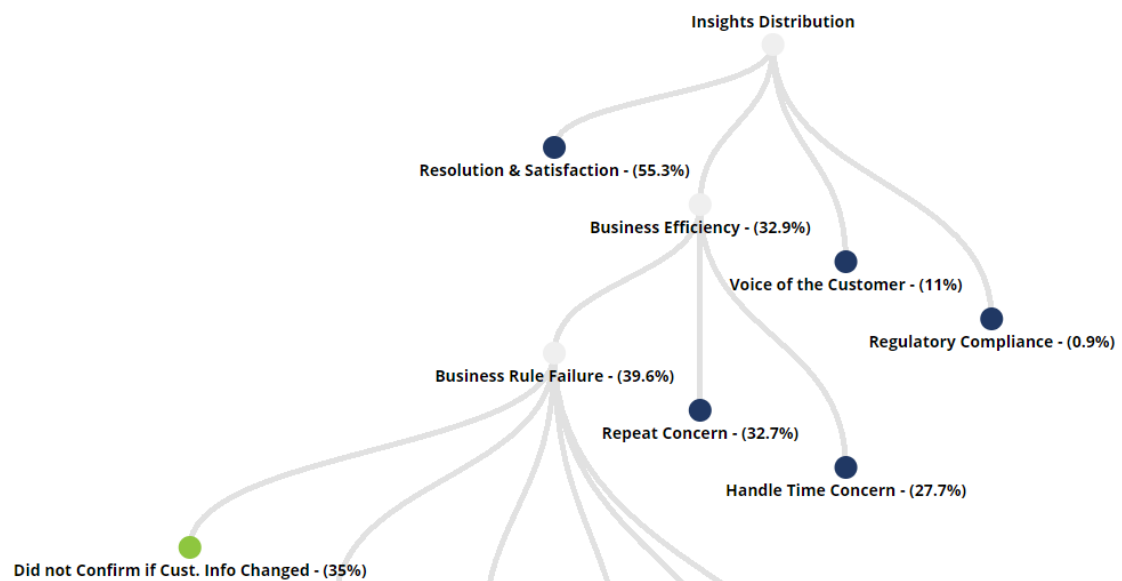 Insights Distribution
Resolution & Satisfaction - (55.3%)
Business Efficiency - (32.9%)
Voice of the Customer - (11%)
Regulatory Compliance - (0.9%)
Business Rule Failure - (39.6%)
Repeat Concern - (32.7%)
Handle Time Concern - (27.7%)
Did not Confirm if Cust. Info Changed - (35%)